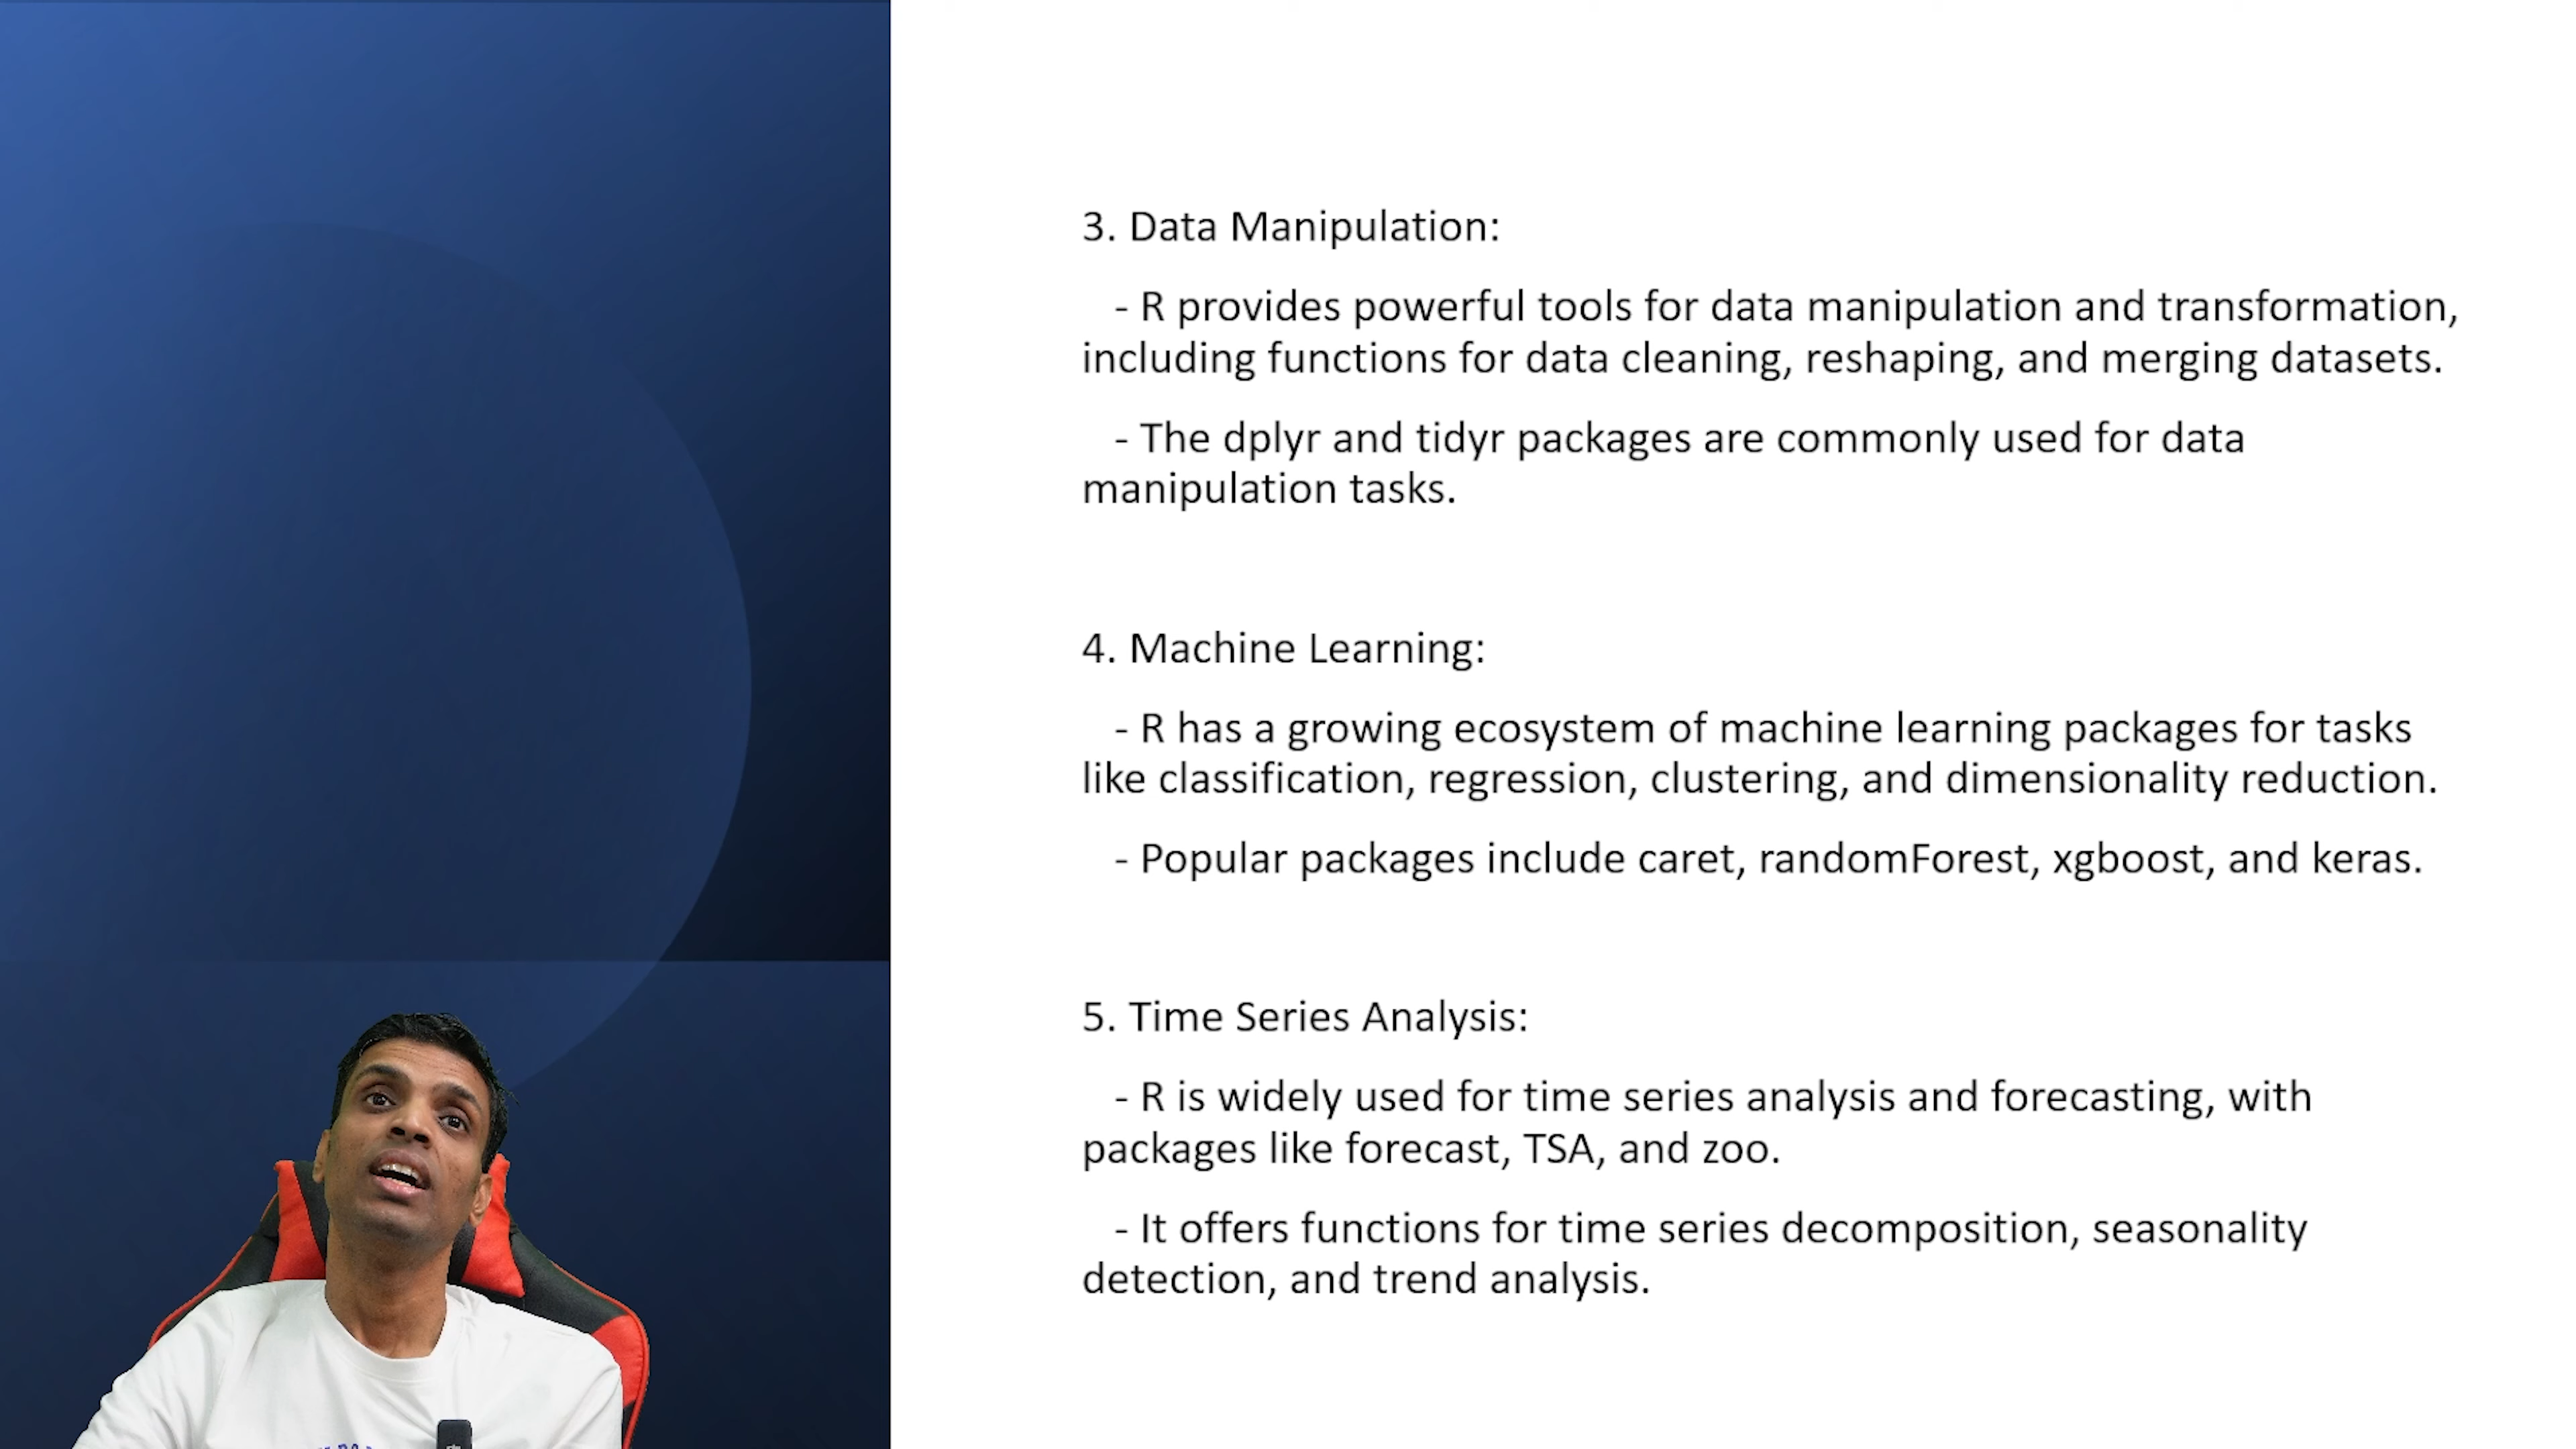 3. Data Manipulation:
- R provides powerful tools for data manipulation and transformation,
including functions for data cleaning, reshaping, and merging datasets.
- The dplyr and tidyr packages are commonly used for data
manipulation tasks.
4. Machine Learning:
- R has a growing ecosystem of machine learning packages for tasks
like classification, regression, clustering, and dimensionality reduction.
- Popular packages include caret, randomForest, xgboost, and keras.
5. Time Series Analysis:
- R is widely used for time series analysis and forecasting, with
packages like forecast, TSA, and zoo.
- It offers functions for time series decomposition, seasonality
detection, and trend analysis.